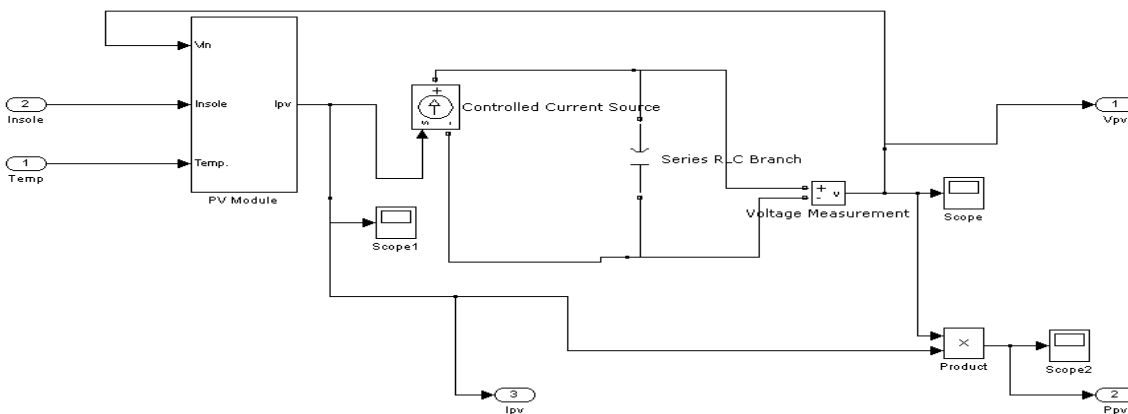 Vin
2
Insole
Insole
Ipv
1
Temp
Temp.
PV Module
+
s
-
Controlled Current Source
Series RLC Branch
+
-
v
Voltage Measurement
1
Vpv
Scope
Scope1
×
Product
Scope2
3
Ipv
2
Ppv